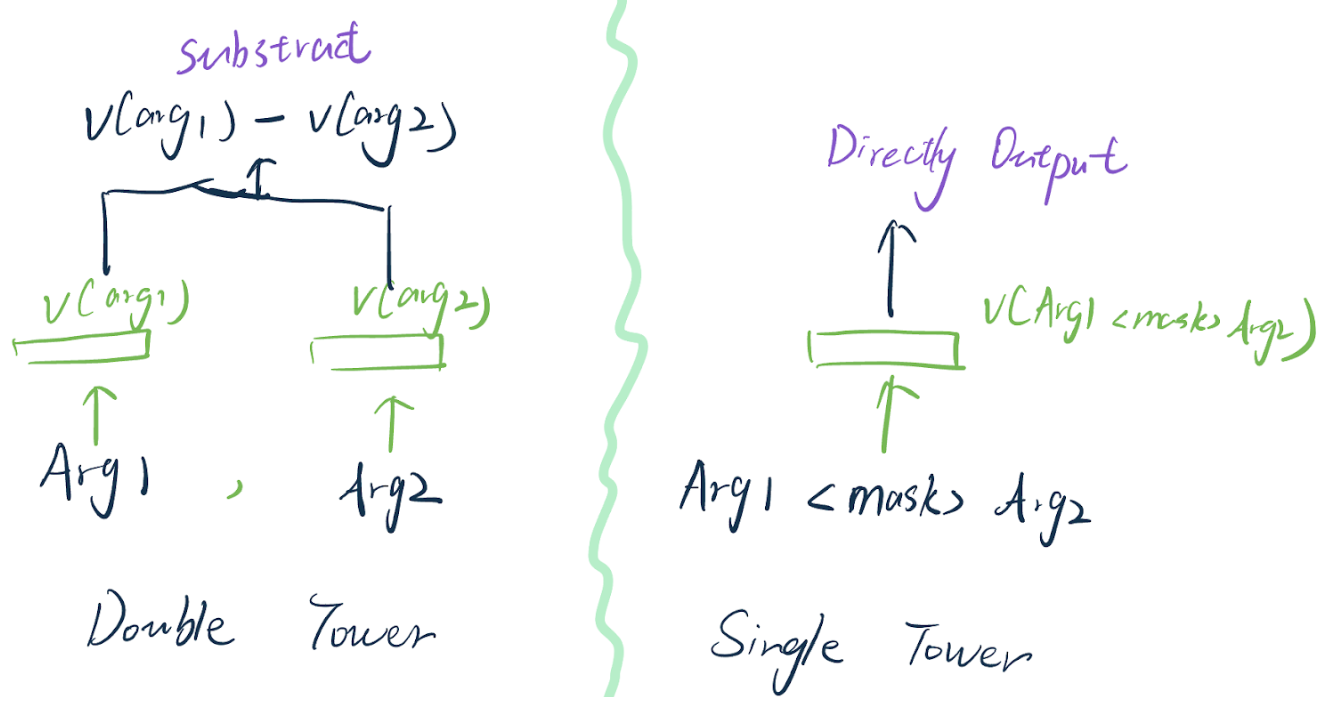 Substract
V(arg1) - V(arg2)
V(arg1)
V(arg2)
Arg1 , Arg2
Double Tower
Directly Output
V(Arg1 <mask> Arg2)
Arg1 <mask> Arg2
Single Tower